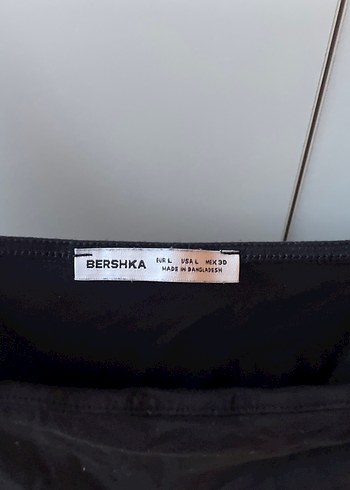 BERSHKA EUR L USA L MEX 30
MADE IN BANGLADESH